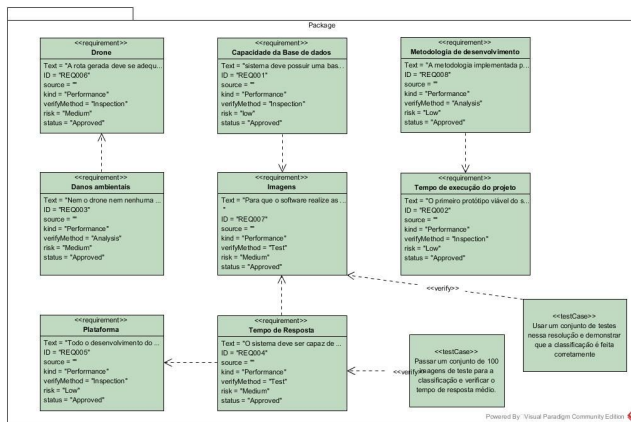 Package
<<requirement>>
Drone
Text = "A rota gerada deve se adequ...
ID = "REQ006"
source = ""
kind = "Performance"
verifyMethod = "Inspection"
risk = "Medium"
status = "Approved"
<<requirement>>
Capacidade da Base de dados
Text = "sistema deve possuir uma bas...
ID = "REQ001"
source = ""
kind = "Performance"
verifyMethod = "Inspection"
risk = "low"
status = "Approved"
<<requirement>>
Metodologia de desenvolvimento
Text = "A metodologia implementada p...
ID = "REQ008"
source = ""
kind = "Performance"
verifyMethod = "Analysis"
risk = "Low"
status = "Approved"
<<requirement>>
Danos ambientais
Text = "Nem o drone nem nenhuma ...
ID = "REQ003"
source = ""
kind = "Performance"
verifyMethod = "Analysis"
risk = "Medium"
status = "Approved"
<<requirement>>
Imagens
Text = "Para que o software realize as ...
"
ID = "REQ007"
source = ""
kind = "Performance"
verifyMethod = "Test"
risk = "Medium"
status = "Approved"
<<requirement>>
Tempo de execução do projeto
Text = "O primeiro protótipo viável do s...
ID = "REQ002"
source = ""
kind = "Performance"
verifyMethod = "Inspection"
risk = "Low"
status = "Approved"
<<verify>>
<<requirement>>
Plataforma
Text = "Todo o desenvolvimento do ...
ID = "REQ005"
source = ""
kind = "Performance"
verifyMethod = "Inspection"
risk = "Low"
status = "Approved"
<<requirement>>
Tempo de Resposta
Text = "O sistema deve ser capaz de ...
ID = "REQ004"
source = ""
kind = "Performance"
verifyMethod = "Test"
risk = "Medium"
status = "Approved"
<<verify>>
<<testCase>>
Passar um conjunto de 100
imagens de teste para a
classificação e verificar o
tempo de resposta médio.
<<testCase>>
Usar um conjunto de testes
nessa resolução e demonstrar
que a classificação é feita
corretamente
Powered By Visual Paradigm Community Edition